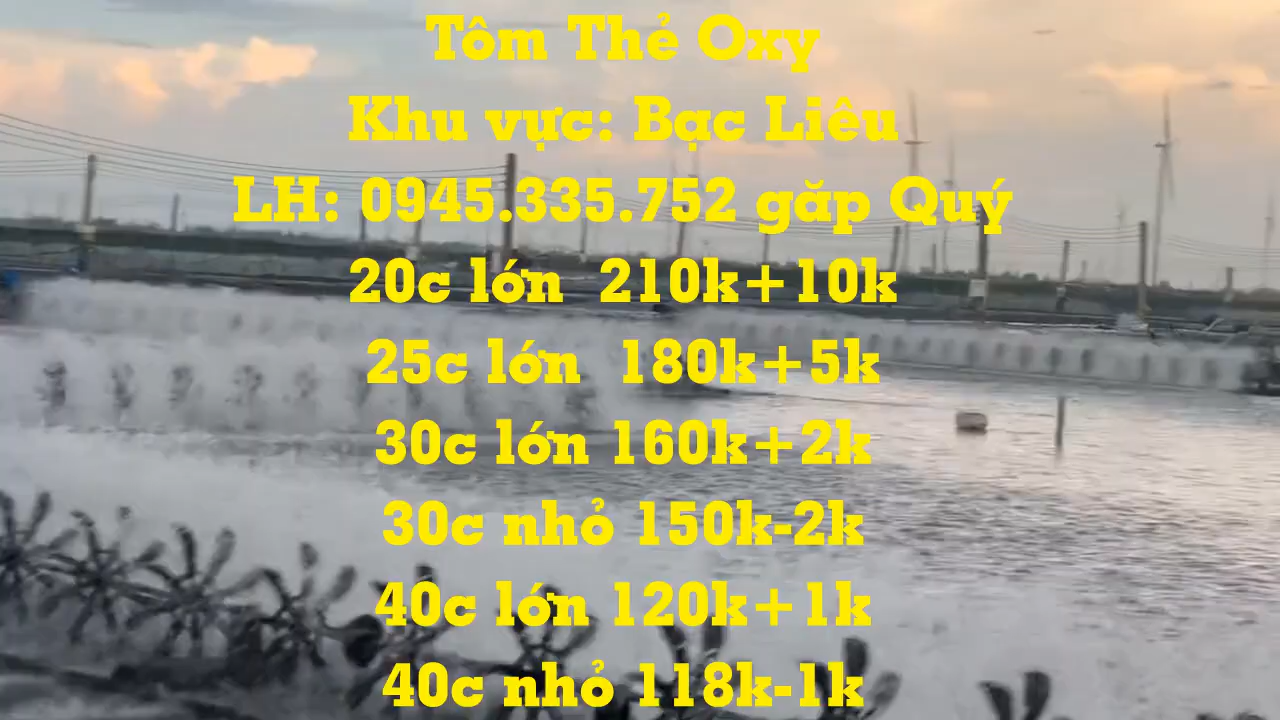 Tôm Thẻ Oxy
Khu vực: Bạc Liêu
LH: 0945.335.752 găp Quý
20c lớn  210k+10k
25c lớn  180k+5k
30c lớn 160k+2k
30c nhỏ 150k-2k
40c lớn 120k+1k
40c nhỏ 118k-1k